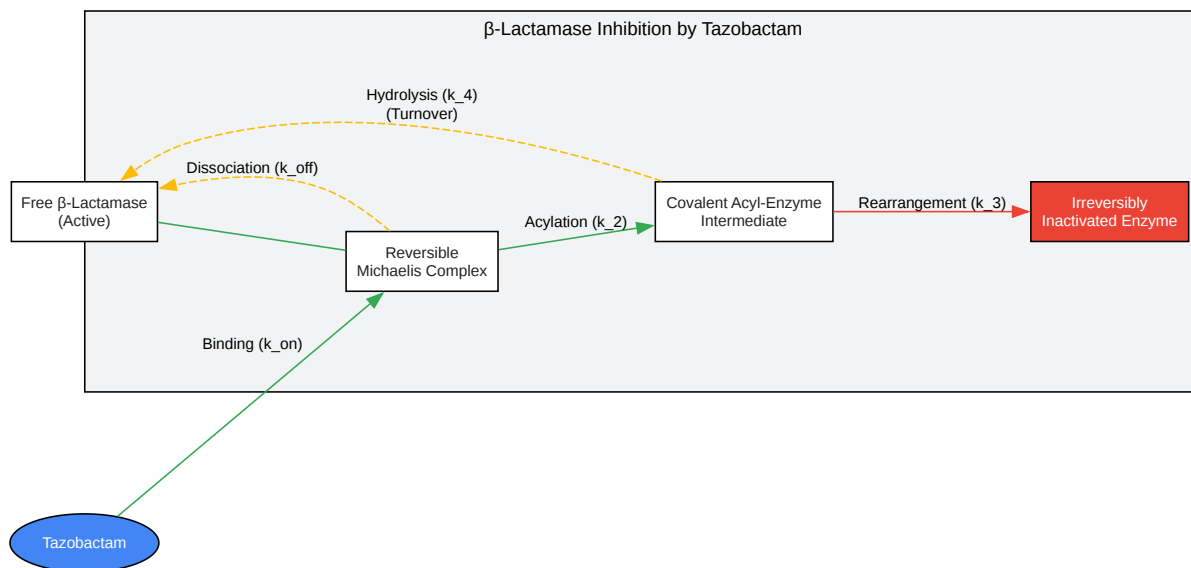 β-Lactamase Inhibition by Tazobactam
Hydrolysis (k_4)
(Turnover)
Dissociation (k_off)
Free β-Lactamase
(Active)
Reversible
Michaelis Complex
Acylation (k_2)
Covalent Acyl-Enzyme
Intermediate
Rearrangement (k_3)
Irreversibly
Inactivated Enzyme
Binding (k_on)
Tazobactam